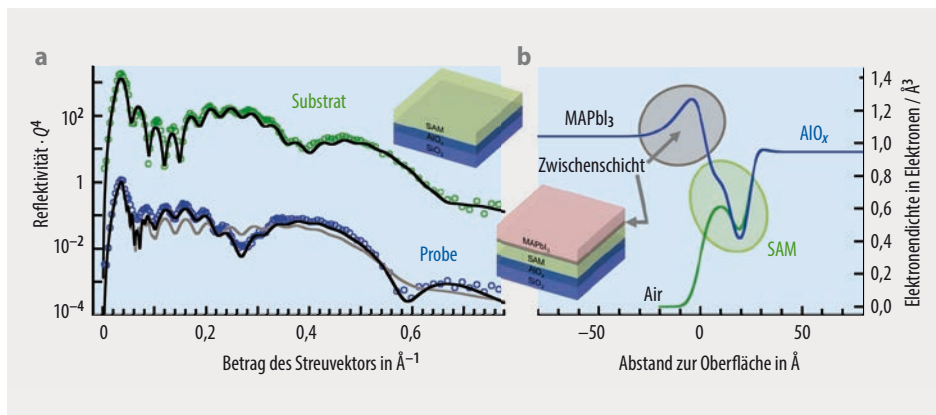 a
Reflektivität · Q⁴
10²
1
10⁻²
10⁻⁴
Substrat
Probe
SAM
AlOₓ
SiO₂
0
0,2
0,4
0,6
Betrag des Streuvektors in Å⁻¹
b
MAPbI₃
AlOₓ
Zwischenschicht
SAM
Air
MAPbI₃
SAM
AlOₓ
SiO₂
1,4
1,2
1,0
0,8
0,6
0,4
0,2
0,0
Elektronendichte in Elektronen / Å³
−50
0
50
Abstand zur Oberfläche in Å